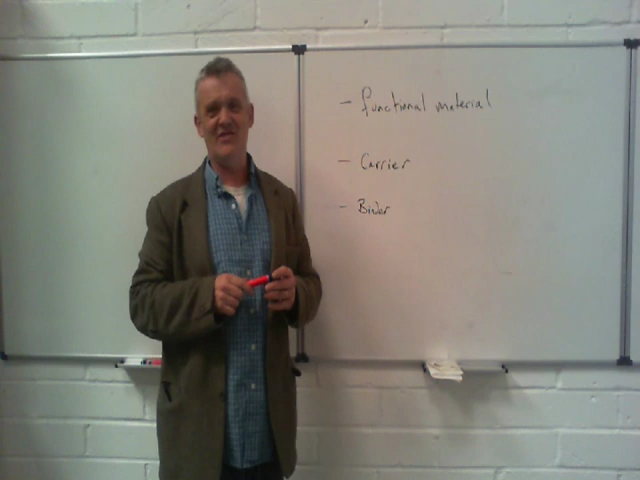 - functional material
- Carrier
- Binder